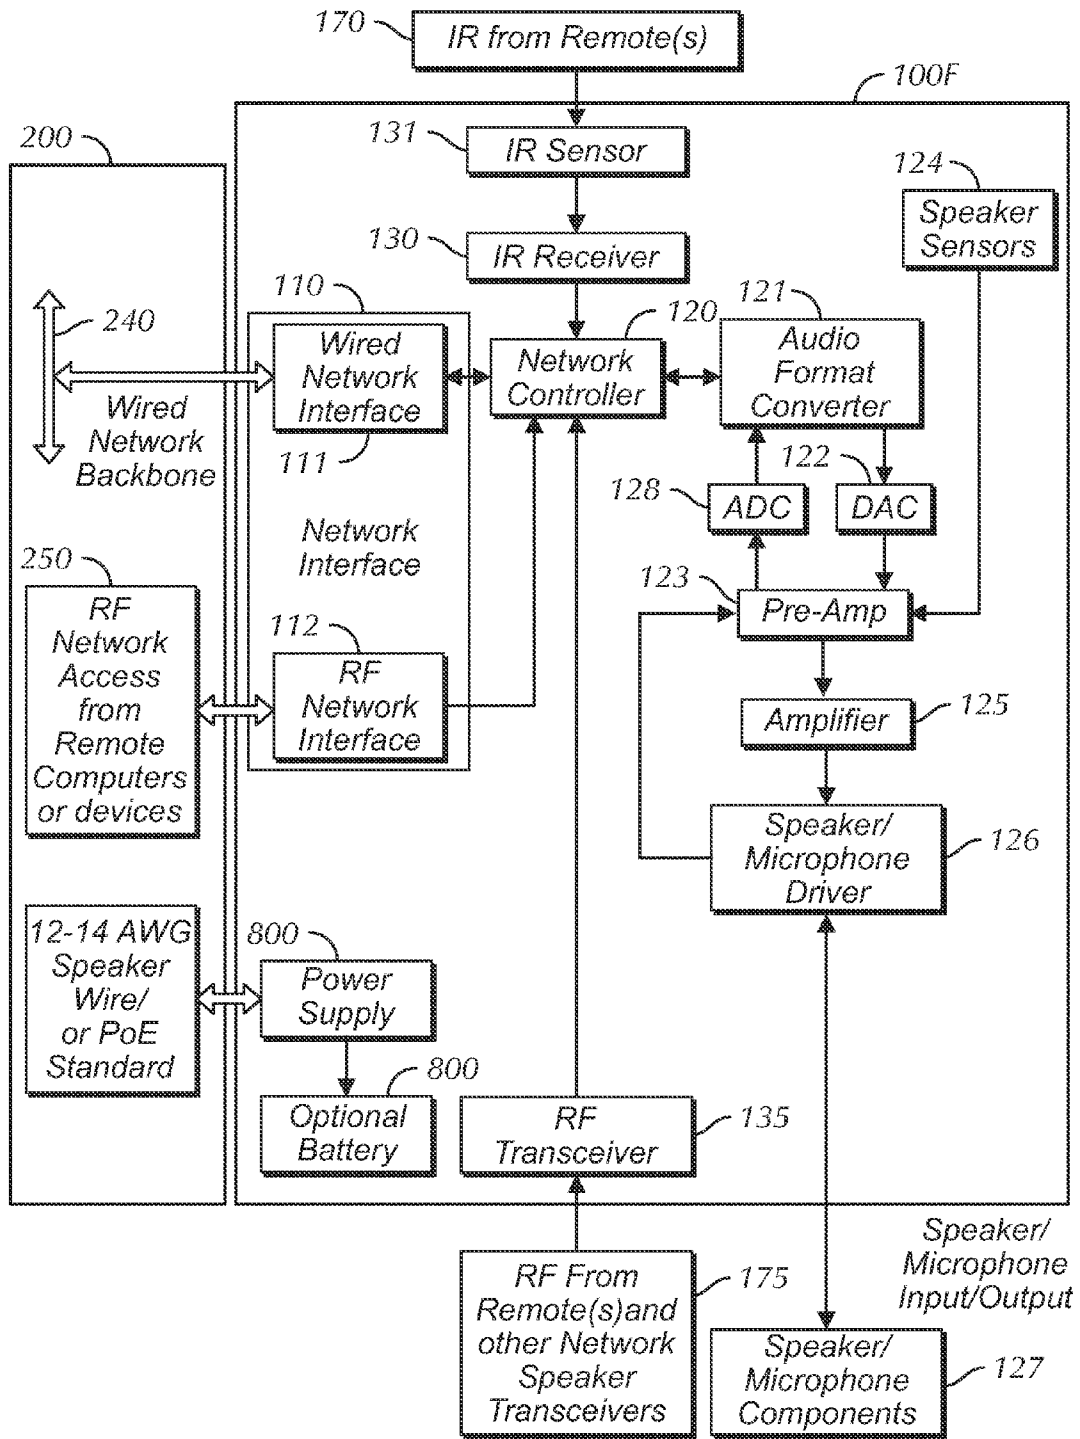 170
IR from Remote(s)
100F
131
IR Sensor
200
124
Speaker
Sensors
130
IR Receiver
110
240
Wired
Network
Interface
111
120
Network
Controller
121
Audio
Format
Converter
Wired
Network
Backbone
122
128
ADC
DAC
Network
Interface
250
RF
Network
Access
from
Remote
Computers
or devices
123
Pre-Amp
112
RF
Network
Interface
Amplifier
125
Speaker/
Microphone
Driver
126
12-14 AWG
Speaker
Wire/
or PoE
Standard
800
Power
Supply
800
Optional
Battery
RF
Transceiver
135
Speaker/
Microphone
Input/Output
RF From
Remote(s)and
other Network
Speaker
Transceivers
175
Speaker/
Microphone
Components
127